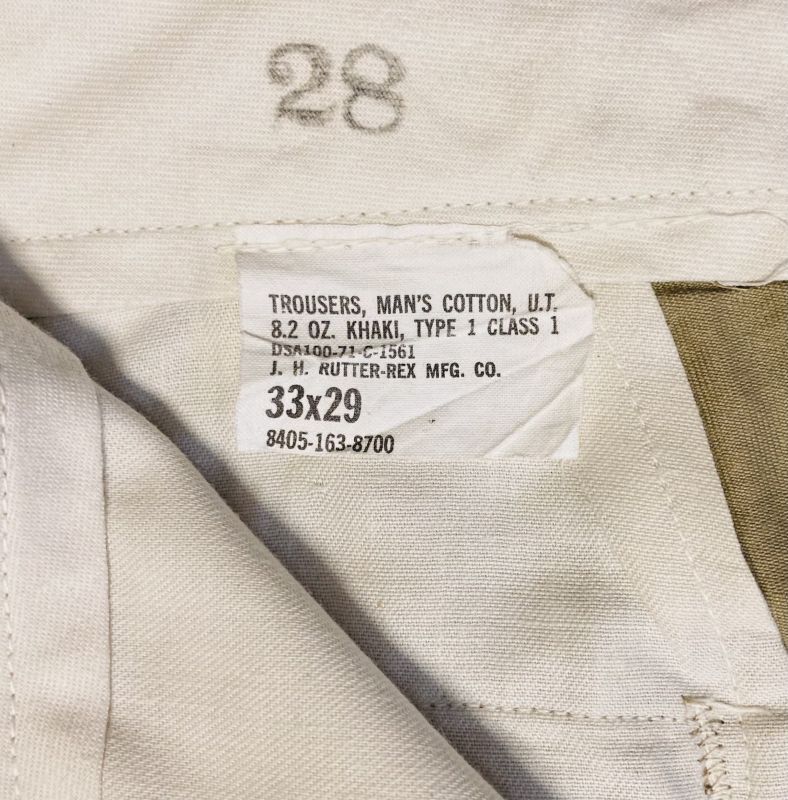 28
TROUSERS, MAN'S COTTON, U.T.
8.2 OZ. KHAKI, TYPE 1 CLASS 1
DSA100-71-C-1561
J. H. RUTTER-REX MFG. CO.
33x29
8405-163-8700